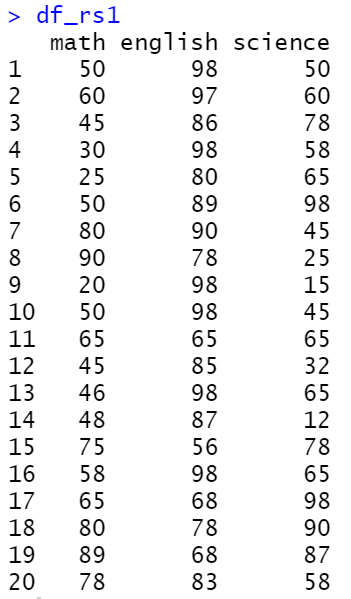 > df_rs1
math english science
1 50 98 50
2 60 97 60
3 45 86 78
4 30 98 58
5 25 80 65
6 50 89 98
7 80 90 45
8 90 78 25
9 20 98 15
10 50 98 45
11 65 65 65
12 45 85 32
13 46 98 65
14 48 87 12
15 75 56 78
16 58 98 65
17 65 68 98
18 80 78 90
19 89 68 87
20 78 83 58